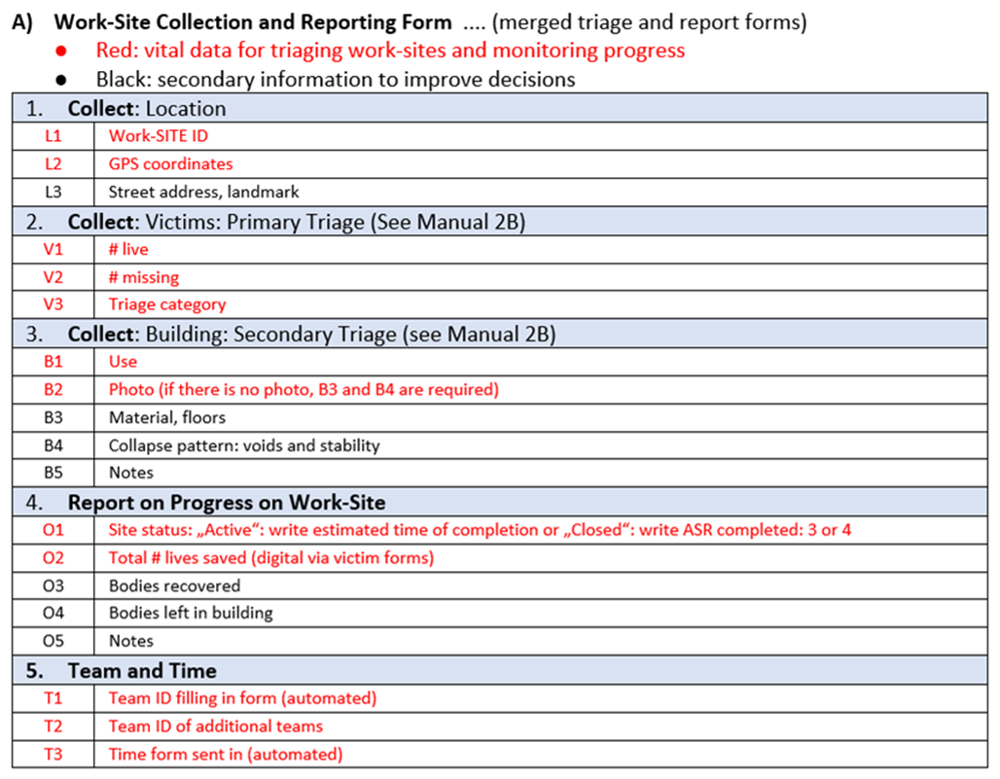 A) Work-Site Collection and Reporting Form .... (merged triage and report forms)
● Red: vital data for triaging work-sites and monitoring progress
● Black: secondary information to improve decisions
1. Collect: Location
L1 Work-SITE ID
L2 GPS coordinates
L3 Street address, landmark
2. Collect: Victims: Primary Triage (See Manual 2B)
V1 # live
V2 # missing
V3 Triage category
3. Collect: Building: Secondary Triage (see Manual 2B)
B1 Use
B2 Photo (if there is no photo, B3 and B4 are required)
B3 Material, floors
B4 Collapse pattern: voids and stability
B5 Notes
4. Report on Progress on Work-Site
O1 Site status: „Active“: write estimated time of completion or „Closed“: write ASR completed: 3 or 4
O2 Total # lives saved (digital via victim forms)
O3 Bodies recovered
O4 Bodies left in building
O5 Notes
5. Team and Time
T1 Team ID filling in form (automated)
T2 Team ID of additional teams
T3 Time form sent in (automated)